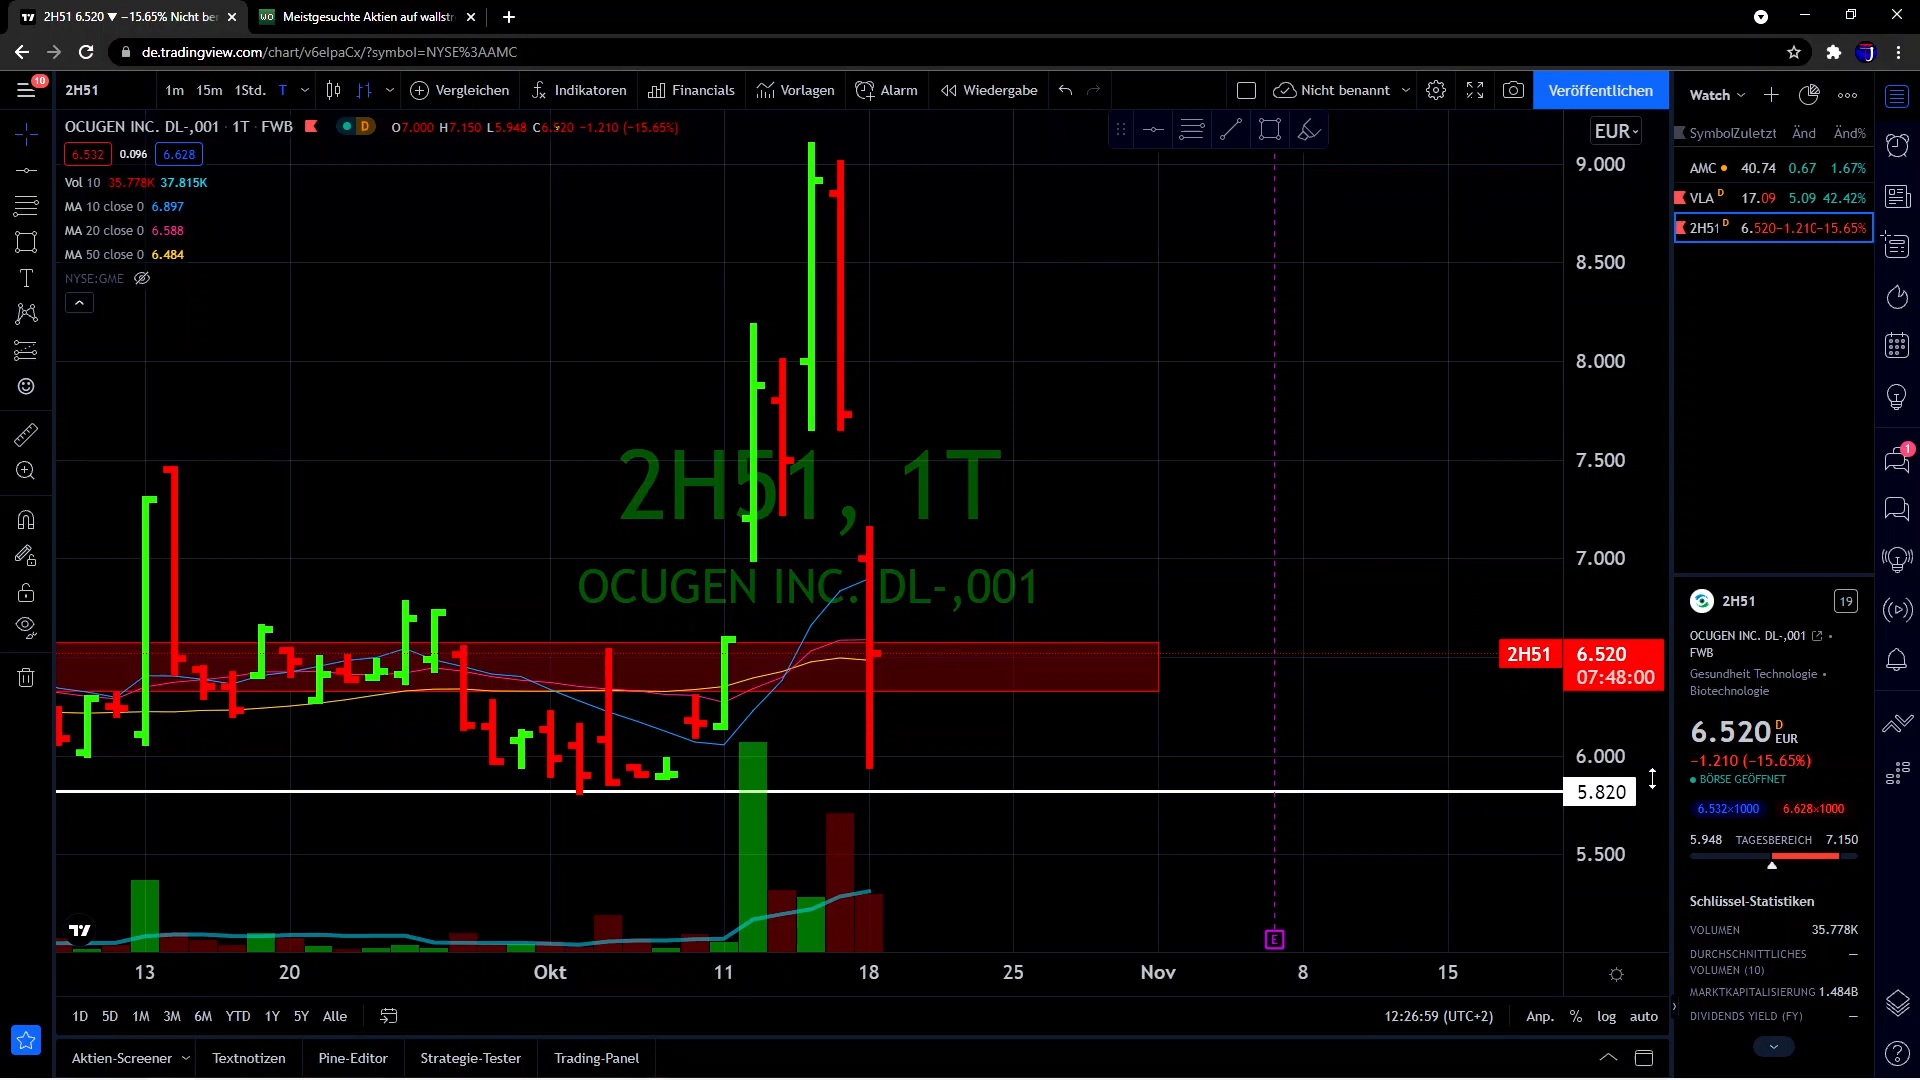 2H51 6.520 ▼ −15.65% Nicht be
Meistgesuchte Aktien auf wallstr
de.tradingview.com/chart/v6elpaCx/?symbol=NYSE%3AAMC
10
2H51
1m 15m 1Std. T
Vergleichen
Indikatoren
Financials
Vorlagen
Alarm
Wiedergabe
Nicht benannt
Veröffentlichen
OCUGEN INC. DL-,001 · 1T · FWB
D
O7.000 H7.150 L5.948 C6.520 −1.210 (−15.65%)
6.532 0.096 6.628
Vol 10 35.778K 37.815K
MA 10 close 0 6.897
MA 20 close 0 6.588
MA 50 close 0 6.484
NYSE:GME
2H51, 1T
OCUGEN INC. DL-,001
EUR
9.000
8.500
8.000
7.500
7.000
2H51 6.520
07:48:00
6.000
5.820
5.500
E
13 20 Okt 11 18 25 Nov 8 15
1D 5D 1M 3M 6M YTD 1Y 5Y Alle
12:26:59 (UTC+2)
Anp. % log auto
Aktien-Screener
Textnotizen
Pine-Editor
Strategie-Tester
Trading-Panel
Watch
Symbol Zuletzt Änd Änd%
AMC 40.74 0.67 1.67%
VLA D 17.09 5.09 42.42%
2H51 D 6.520 −1.210 −15.65%
2H51
19
OCUGEN INC. DL-,001 •
FWB
Gesundheit Technologie •
Biotechnologie
6.520 D EUR
−1.210 (−15.65%)
BÖRSE GEÖFFNET
6.532×1000 6.628×1000
5.948 TAGESBEREICH 7.150
Schlüssel-Statistiken
VOLUMEN 35.778K
DURCHSCHNITTLICHES
VOLUMEN (10) —
MARKTKAPITALISIERUNG 1.484B
DIVIDENDS YIELD (FY) —
1